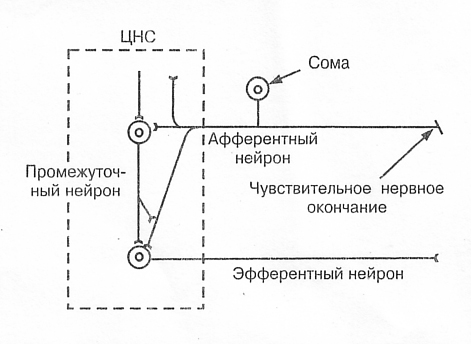 ЦНС
Сома
Афферентный
нейрон
Промежуточ-
ный нейрон
Чувствительное нервное
окончание
Эфферентный нейрон